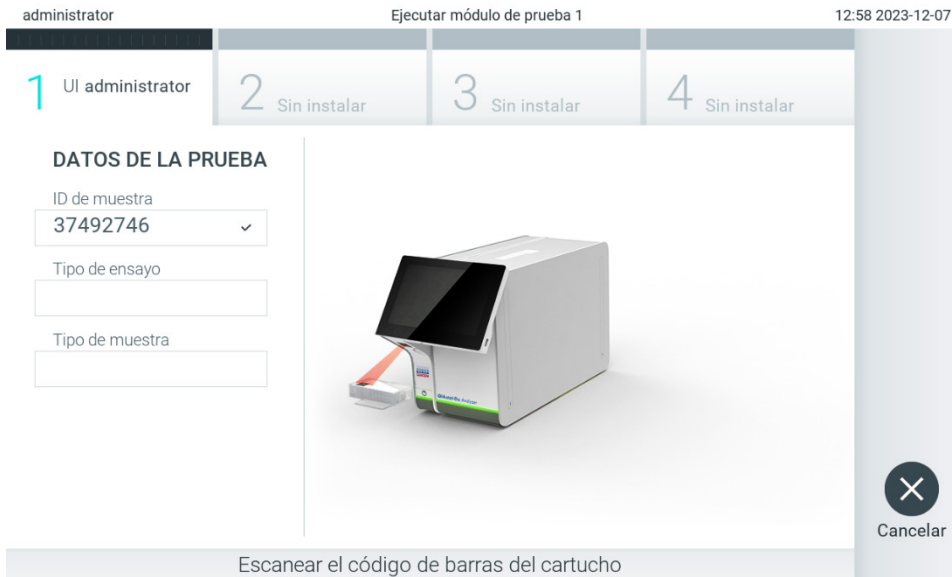 administrator
Ejecutar módulo de prueba 1
12:58 2023-12-07
1 UI administrator
2 Sin instalar
3 Sin instalar
4 Sin instalar
DATOS DE LA PRUEBA
ID de muestra
37492746
Tipo de ensayo
Tipo de muestra
Cancelar
Escanear el código de barras del cartucho